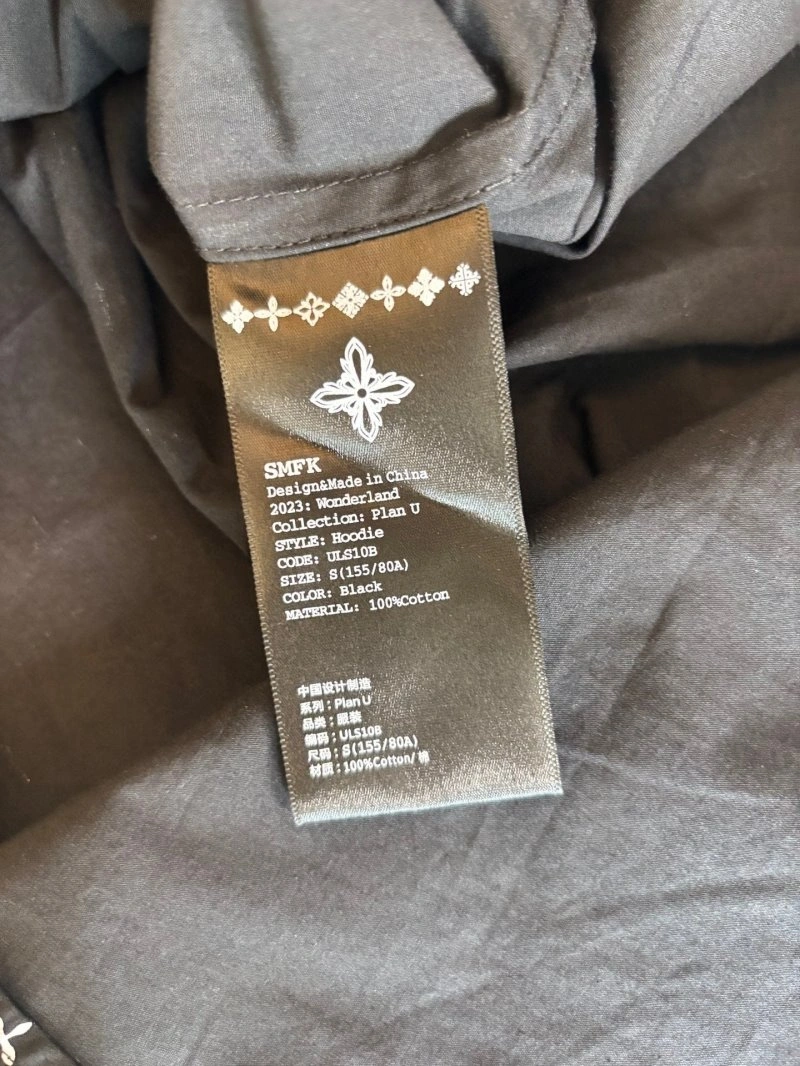 SMFK
Design&Made in China
2023: Wonderland
Collection: Plan U
STYLE: Hoodie
CODE: ULS10B
SIZE: S(155/80A)
COLOR: Black
MATERIAL: 100%Cotton
中国设计制造
系列：Plan U
品类：服装
编码：ULS10B
尺码：S(155/80A)
材质：100%Cotton/棉